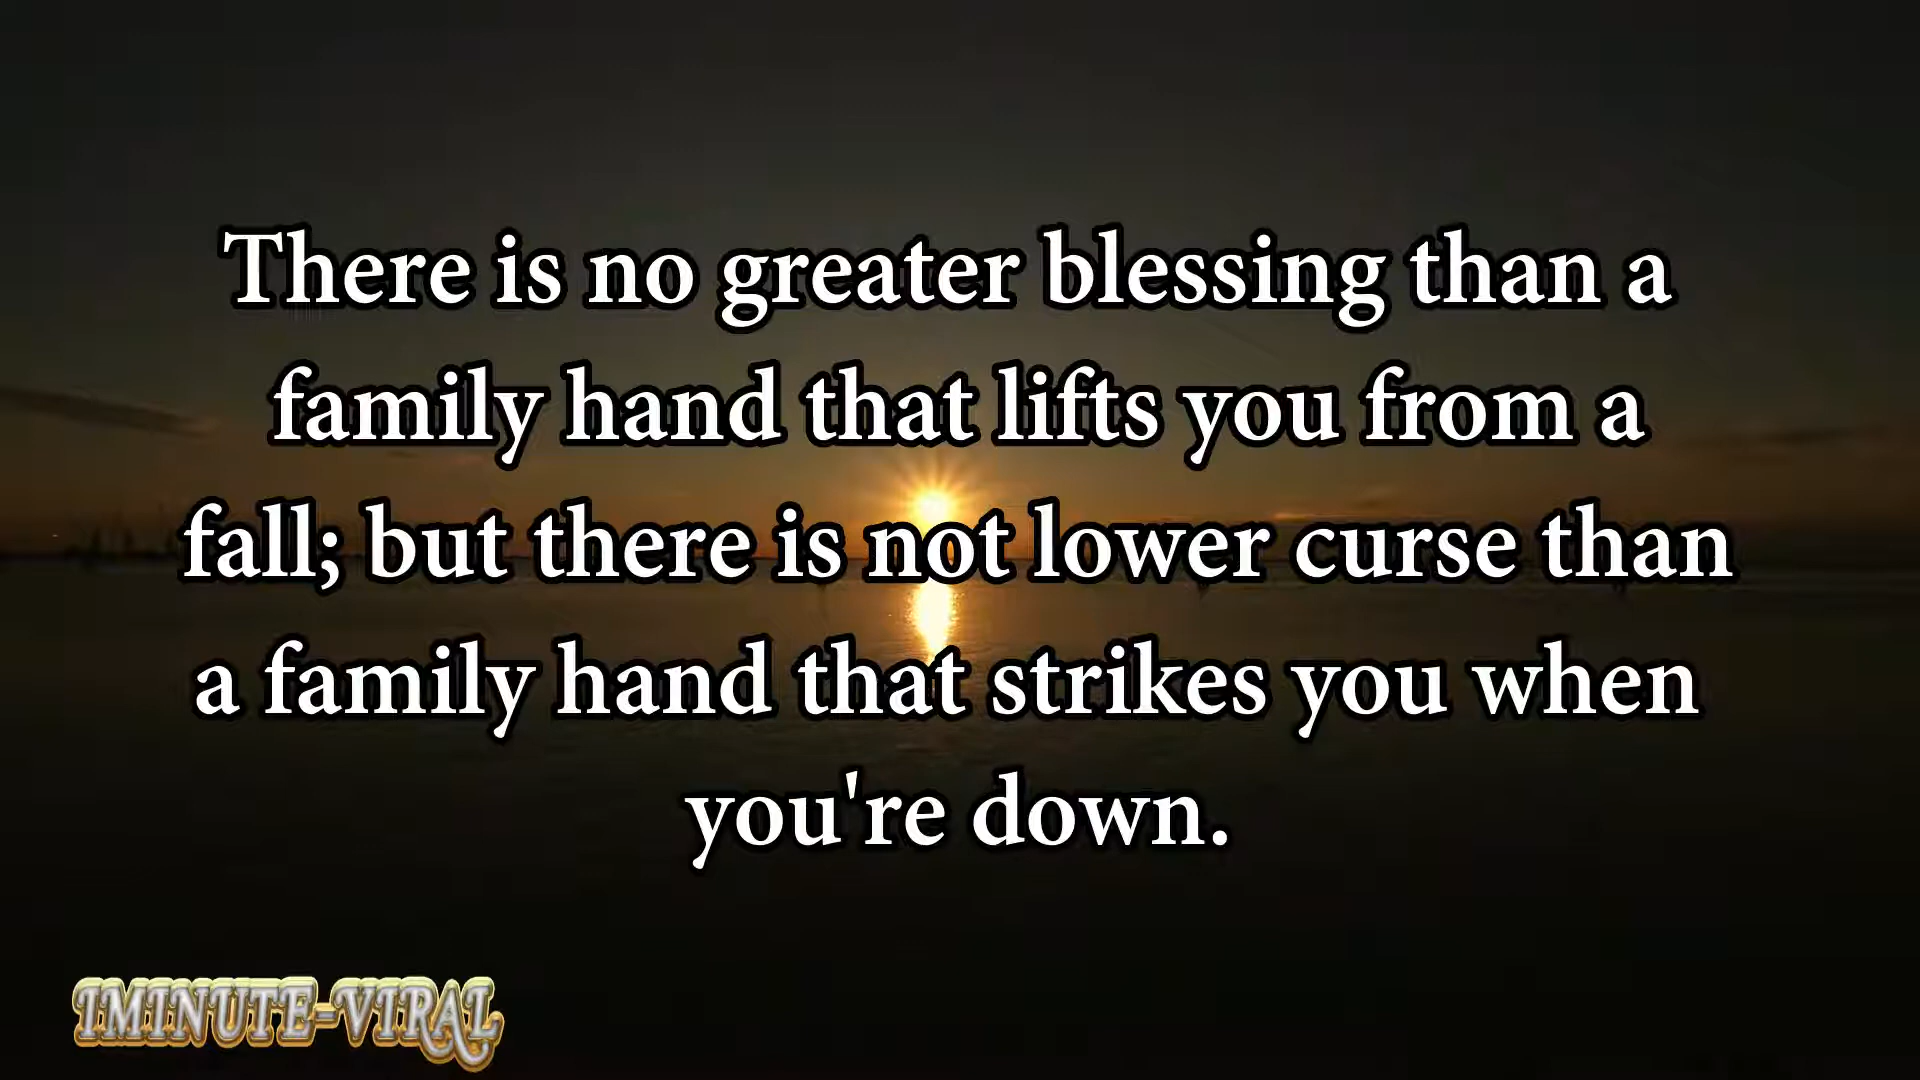 There is no greater blessing than a
family hand that lifts you from a
fall; but there is not lower curse than
a family hand that strikes you when
you're down.
1MINUTE-VIRAL